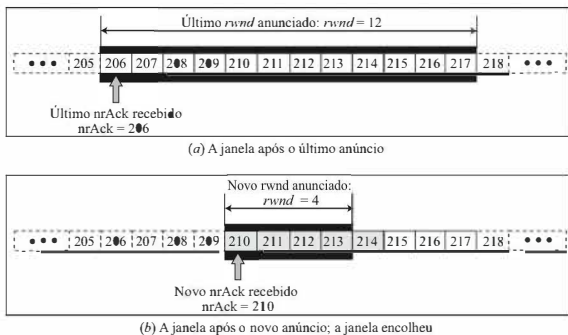 Último rwnd anunciado: rwnd = 12
••• 205 206 207 208 209 210 211 212 213 214 215 216 217 218 •••
Último nrAck recebido
nrAck = 206
(a) A janela após o último anúncio
Novo rwnd anunciado:
rwnd = 4
••• 205 206 207 208 209 210 211 212 213 214 215 216 217 218 •••
Novo nrAck recebido
nrAck = 210
(b) A janela após o novo anúncio; a janela encolheu